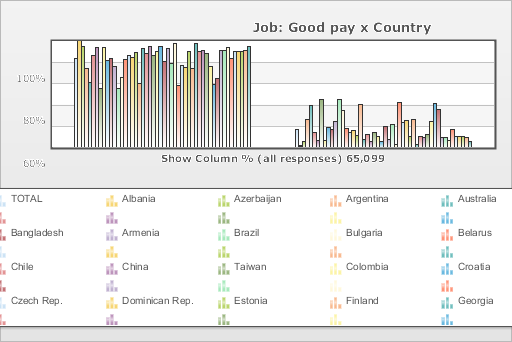 Job: Good pay x Country
100%
80%
60%
Show Column % (all responses) 65,099
TOTAL Albania Azerbaijan Argentina Australia
Bangladesh Armenia Brazil Bulgaria Belarus
Chile China Taiwan Colombia Croatia
Czech Rep. Dominican Rep. Estonia Finland Georgia